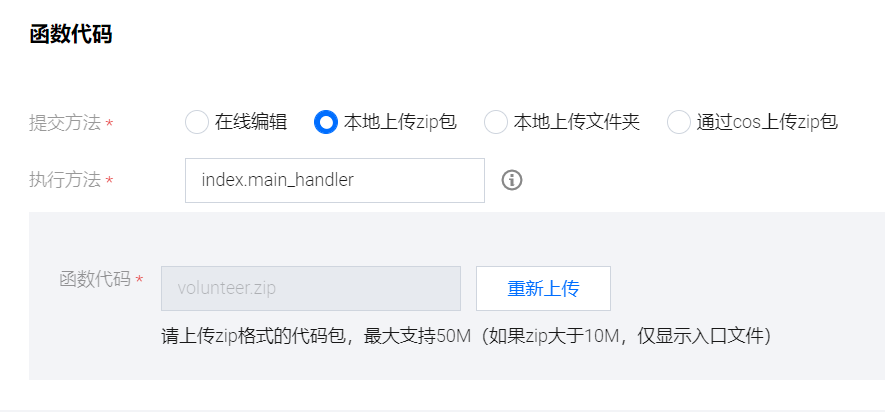 函数代码
提交方法 * 在线编辑 本地上传zip包 本地上传文件夹 通过cos上传zip包
执行方法 * index.main_handler
函数代码 * volunteer.zip 重新上传
请上传zip格式的代码包，最大支持50M（如果zip大于10M，仅显示入口文件）